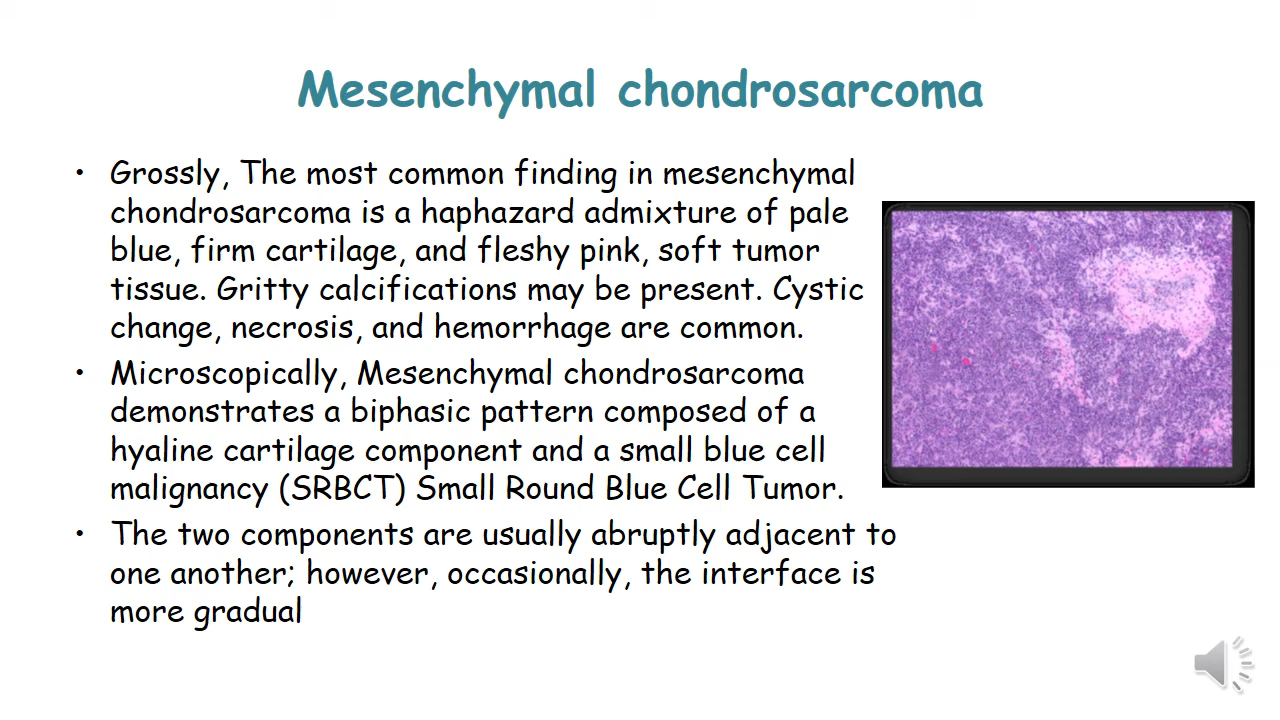 Mesenchymal chondrosarcoma
• Grossly, The most common finding in mesenchymal
chondrosarcoma is a haphazard admixture of pale
blue, firm cartilage, and fleshy pink, soft tumor
tissue. Gritty calcifications may be present. Cystic
change, necrosis, and hemorrhage are common.
• Microscopically, Mesenchymal chondrosarcoma
demonstrates a biphasic pattern composed of a
hyaline cartilage component and a small blue cell
malignancy (SRBCT) Small Round Blue Cell Tumor.
• The two components are usually abruptly adjacent to
one another; however, occasionally, the interface is
more gradual